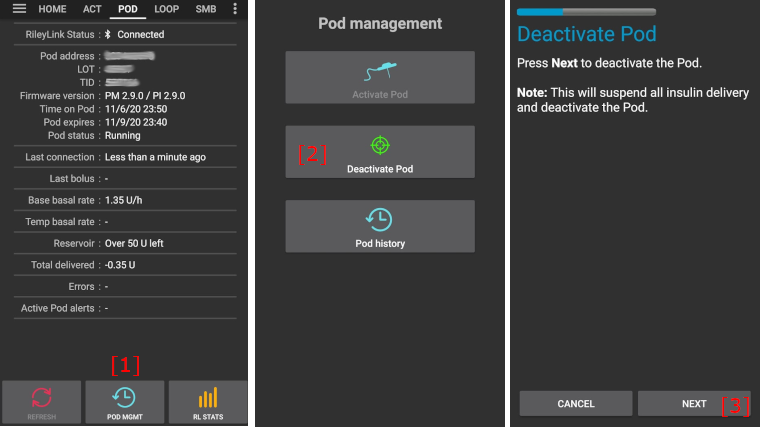 HOME ACT POD LOOP SMB
RileyLink Status : Connected
Pod address :
LOT :
TID :
Firmware version : PM 2.9.0 / PI 2.9.0
Time on Pod : 11/6/20 23:50
Pod expires : 11/9/20 23:40
Pod status : Running
Last connection : Less than a minute ago
Last bolus : -
Base basal rate : 1.35 U/h
Temp basal rate : -
Reservoir : Over 50 U left
Total delivered : -0.35 U
Errors : -
Active Pod alerts : -
[1]
REFRESH POD MGMT RL STATS
Pod management
Activate Pod
[2]
Deactivate Pod
Pod history
Deactivate Pod
Press Next to deactivate the Pod.
Note: This will suspend all insulin delivery
and deactivate the Pod.
CANCEL NEXT [3]